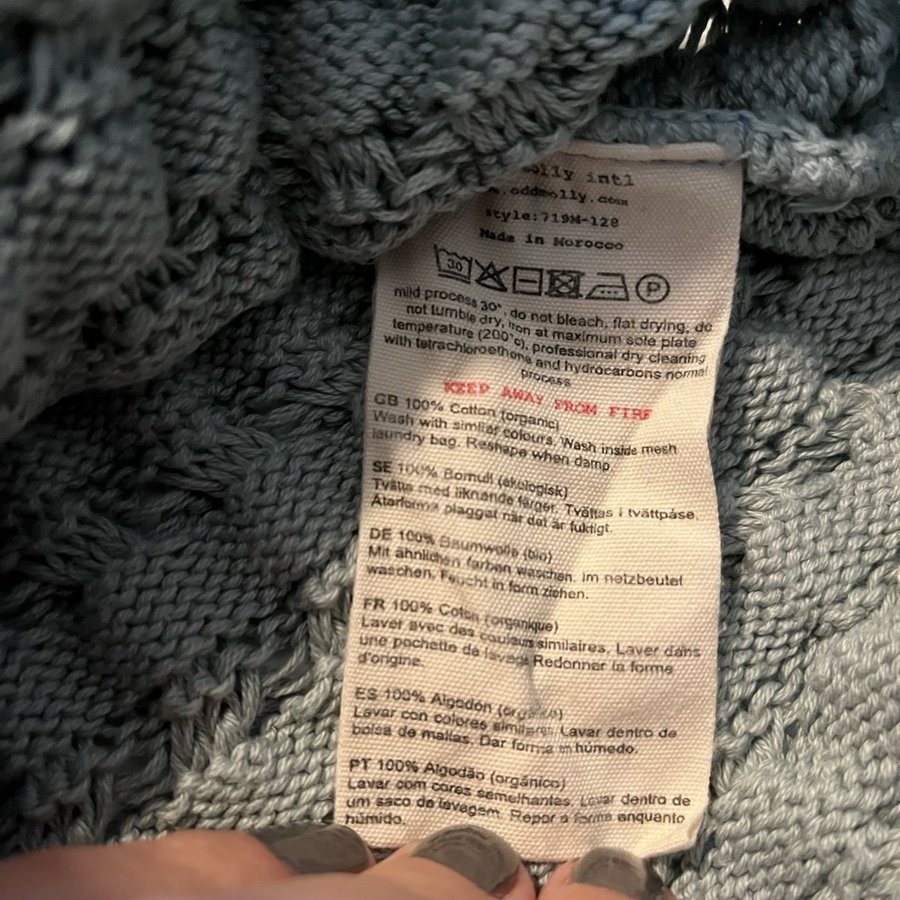 olly intl
.oddmolly.com
style:719M-128
Made in Morocco
30 P
mild process 30°, do not bleach, flat drying, do
not tumble dry, iron at maximum sole plate
temperature (200°c), professional dry cleaning
with tetrachloroethene and hydrocarbons normal
process
KEEP AWAY FROM FIRE
GB 100% Cotton (organic)
Wash with similar colours. Wash inside mesh
laundry bag. Reshape when damp.
SE 100% Bomull (ekologisk)
Tvätta med liknande färger. Tvättas i tvättpåse.
Återforma plagget när det är fuktigt.
DE 100% Baumwolle (bio)
Mit ähnlichen farben waschen. Im netzbeutel
waschen. Feucht in form ziehen.
FR 100% Coton (organique)
Laver avec des couleurs similaires. Laver dans
une pochette de lavage Redonner la forme
d'origine.
ES 100% Algodón (orgánico)
Lavar con colores similares Lavar dentro de
bolsa de mallas. Dar forma en húmedo.
PT 100% Algodão (orgánico)
Lavar com cores semelhantes. Lavar dentro de
um saco de lavagem. Repor a forma enquanto
húmido.